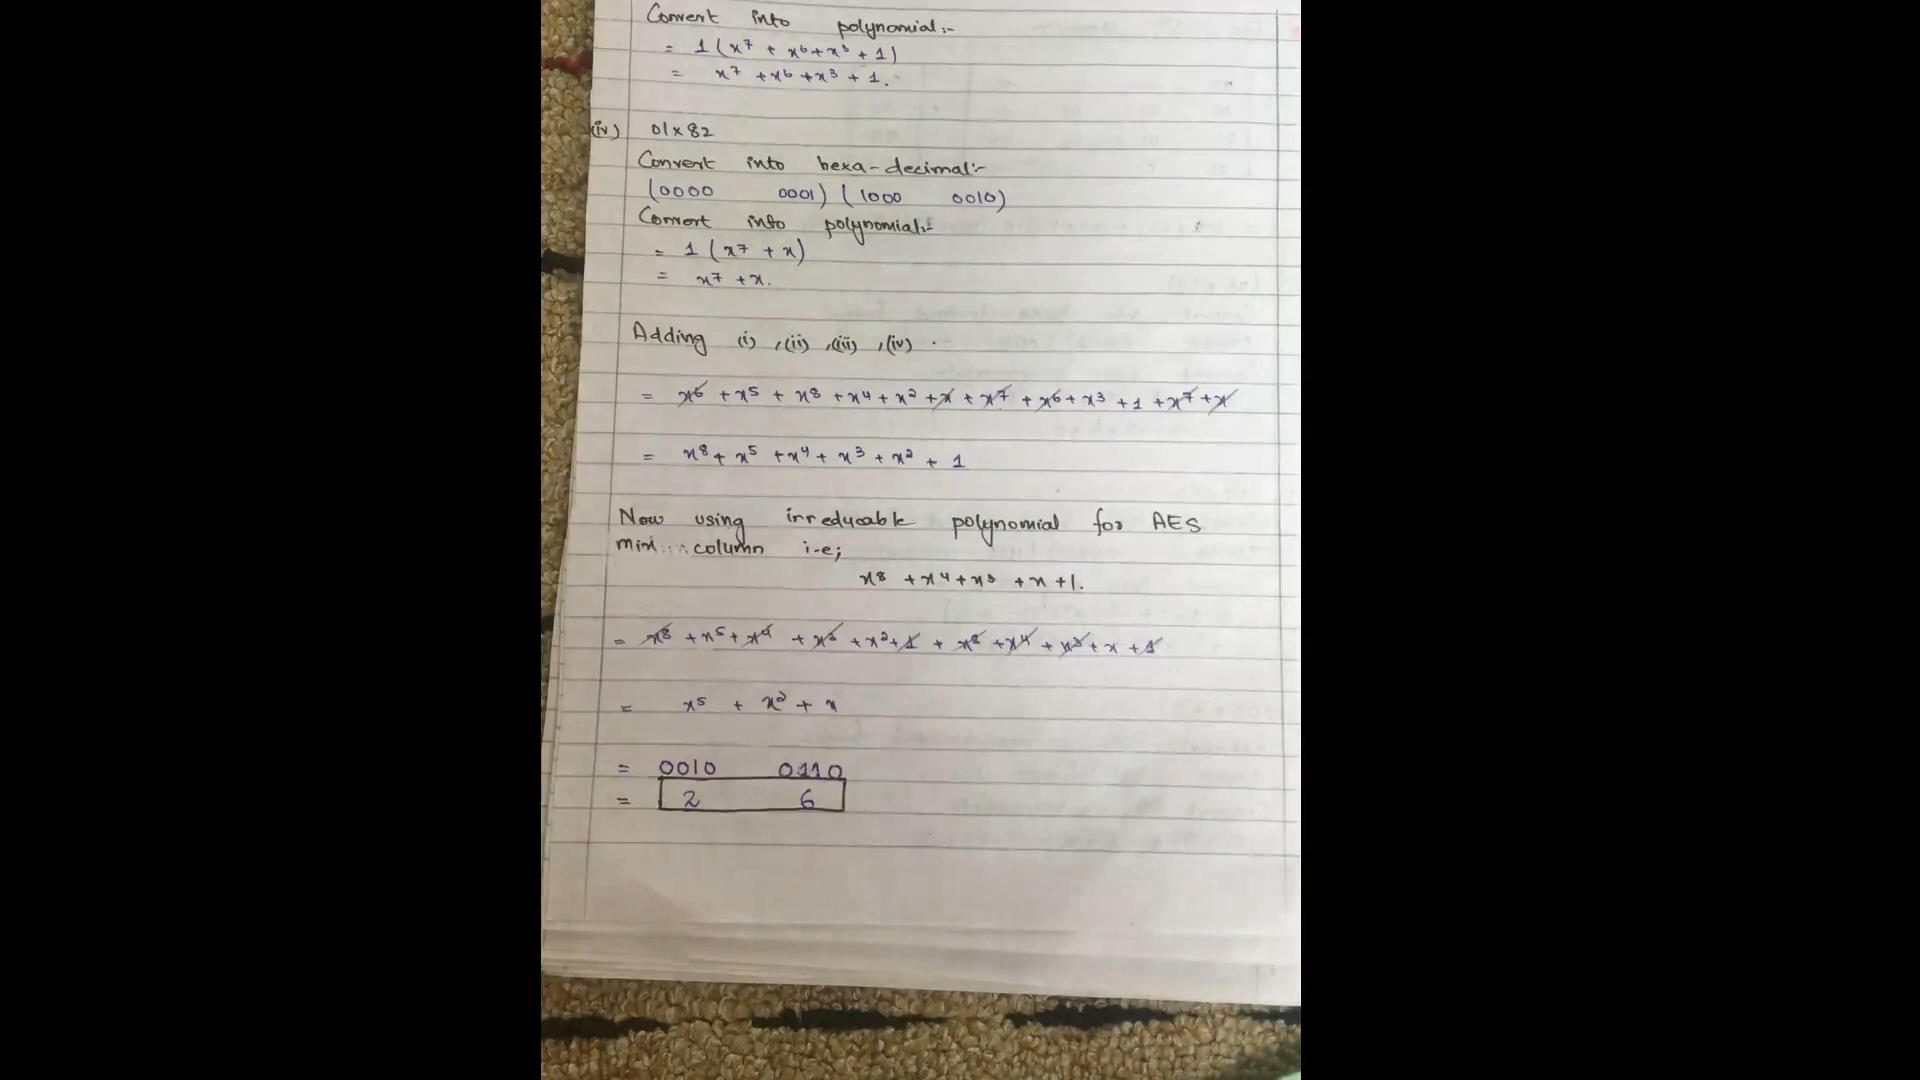 Convert into polynomial:-
= 1(x⁷ + x⁶ + x³ + 1)
= x⁷ + x⁶ + x³ + 1.
(iv) 01 x 82
Convert into hexa-decimal:-
(0000 0001) (1000 0010)
Convert into polynomial:-
= 1 (x⁷ + x)
= x⁷ + x.
Adding (i) ,(ii) ,(iii) ,(iv) .
= x⁶ + x⁵ + x⁸ + x⁴ + x² + x + x⁷ + x⁶ + x³ + 1 + x⁷ + x
= x⁸ + x⁵ + x⁴ + x³ + x² + 1
Now using irreducable polynomial for AES
mix column i-e;
x⁸ + x⁴ + x³ + x + 1.
= x⁸ + x⁵ + x⁴ + x³ + x² + 1 + x⁸ + x⁴ + x³ + x + 1
= x⁵ + x² + x
= 0010 0110
= 2 6